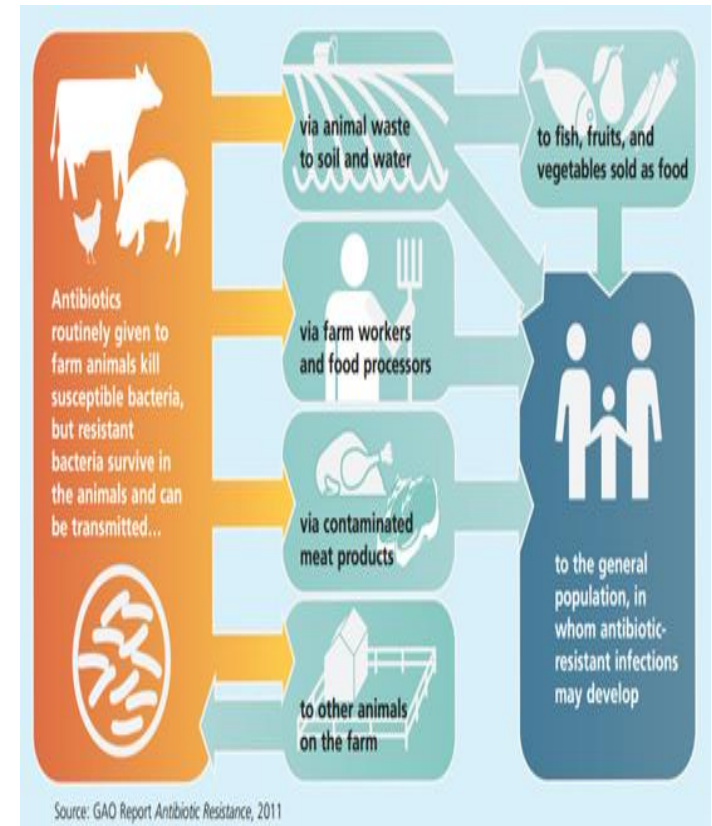 Antibiotics
routinely given to
farm animals kill
susceptible bacteria,
but resistant
bacteria survive in
the animals and can
be transmitted...
via animal waste
to soil and water
to fish, fruits, and
vegetables sold as food
via farm workers
and food processors
via contaminated
meat products
to other animals
on the farm
to the general
population, in
whom antibiotic-
resistant infections
may develop
Source: GAO Report Antibiotic Resistance, 2011